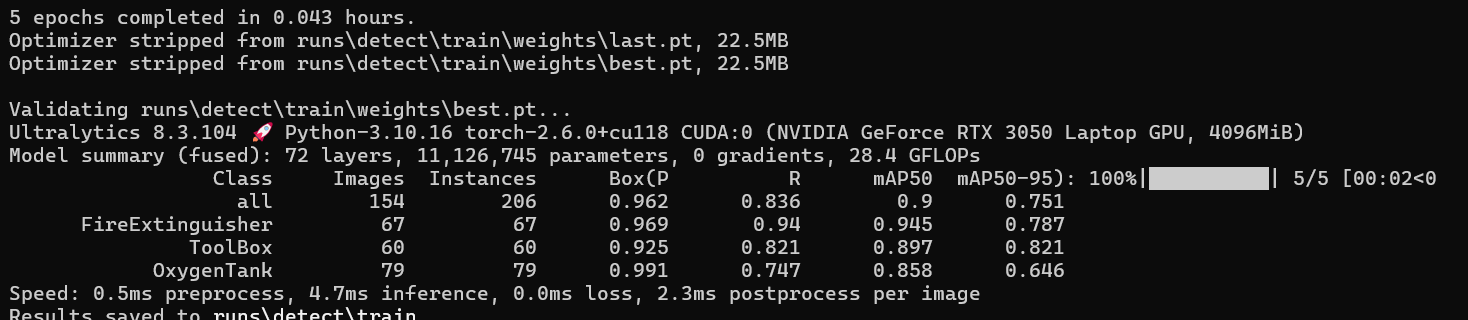 5 epochs completed in 0.043 hours.
Optimizer stripped from runs\detect\train\weights\last.pt, 22.5MB
Optimizer stripped from runs\detect\train\weights\best.pt, 22.5MB
Validating runs\detect\train\weights\best.pt...
Ultralytics 8.3.104 🚀 Python-3.10.16 torch-2.6.0+cu118 CUDA:0 (NVIDIA GeForce RTX 3050 Laptop GPU, 4096MiB)
Model summary (fused): 72 layers, 11,126,745 parameters, 0 gradients, 28.4 GFLOPs
Class Images Instances Box(P R mAP50 mAP50-95): 100%|██████████| 5/5 [00:02<0
all 154 206 0.962 0.836 0.9 0.751
FireExtinguisher 67 67 0.969 0.94 0.945 0.787
ToolBox 60 60 0.925 0.821 0.897 0.821
OxygenTank 79 79 0.991 0.747 0.858 0.646
Speed: 0.5ms preprocess, 4.7ms inference, 0.0ms loss, 2.3ms postprocess per image
Results saved to runs\detect\train